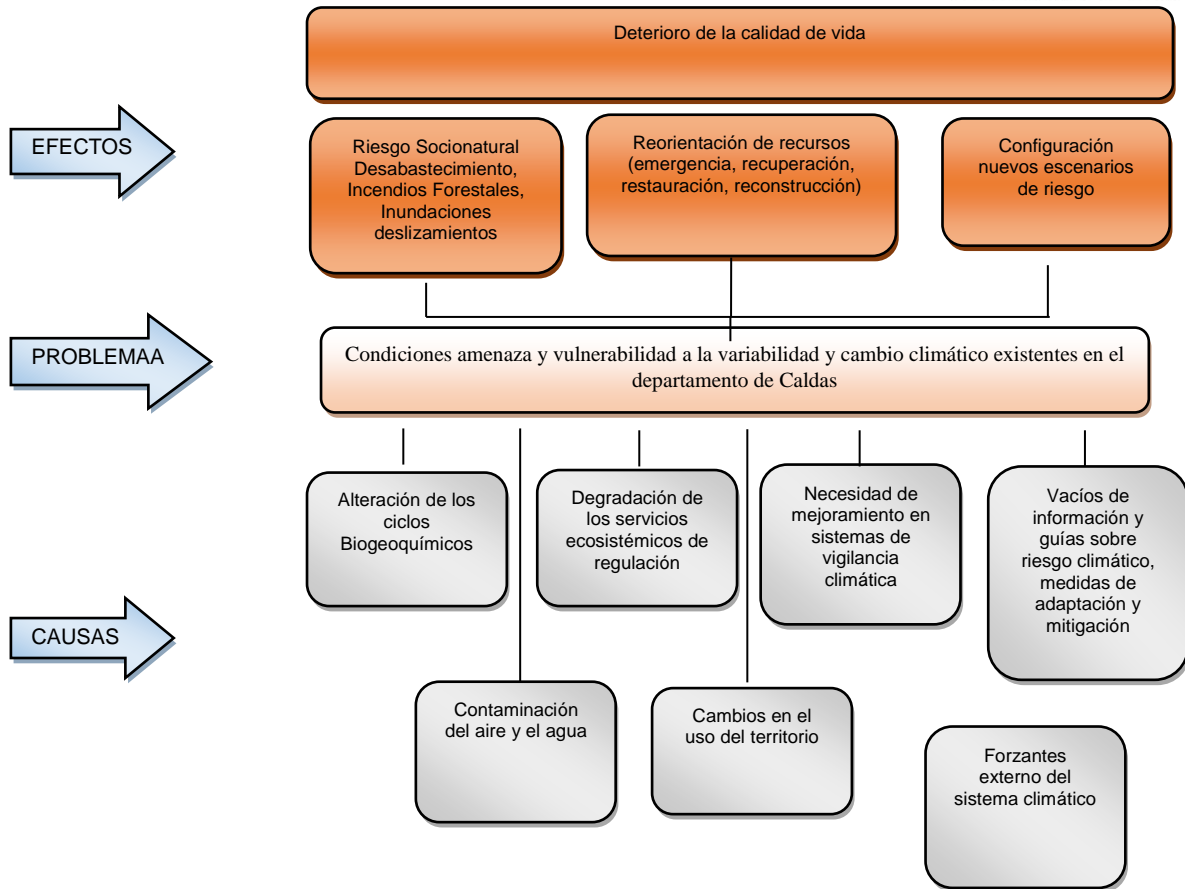 Deterioro de la calidad de vida
EFECTOS
Riesgo Socionatural
Desabastecimiento,
Incendios Forestales,
Inundaciones
deslizamientos
Reorientación de recursos
(emergencia, recuperación,
restauración, reconstrucción)
Configuración
nuevos escenarios
de riesgo
PROBLEMAA
Condiciones amenaza y vulnerabilidad a la variabilidad y cambio climático existentes en el
departamento de Caldas
CAUSAS
Alteración de los
ciclos
Biogeoquímicos
Degradación de
los servicios
ecosistémicos de
regulación
Necesidad de
mejoramiento en
sistemas de
vigilancia
climática
Vacíos de
información y
guías sobre
riesgo climático,
medidas de
adaptación y
mitigación
Contaminación
del aire y el agua
Cambios en el
uso del territorio
Forzantes
externo del
sistema climático